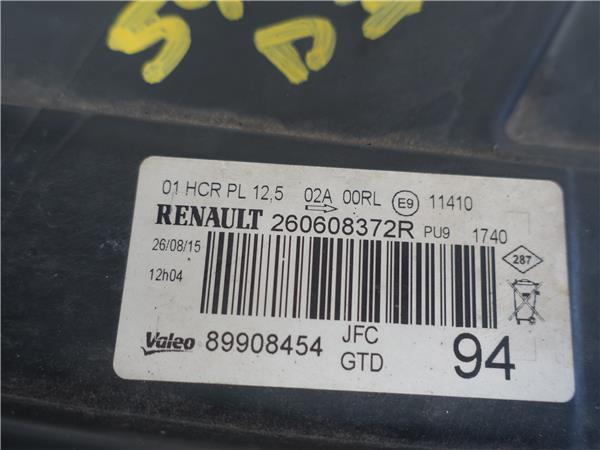 01 HCR PL 12,5 02A 00RL E9 11410
RENAULT 260608372R PU9 1740
26/08/15
287
12h04
Valeo 89908454 JFC 94
GTD